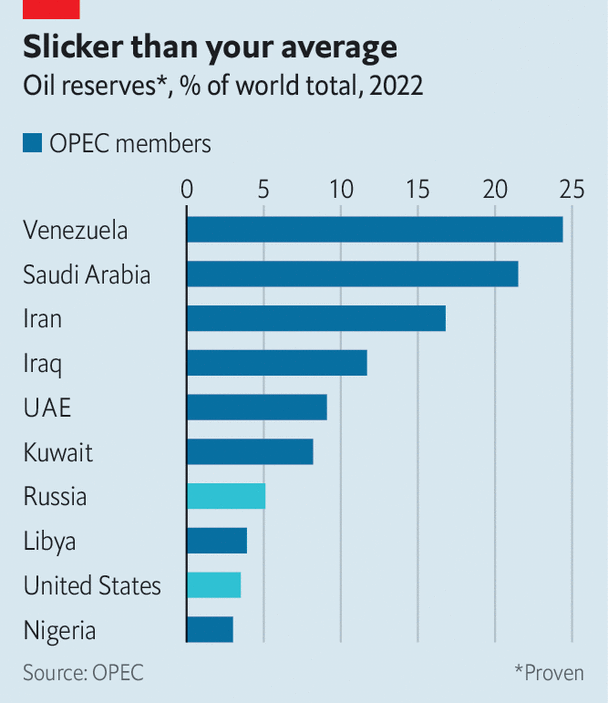 Slicker than your average
Oil reserves*, % of world total, 2022
OPEC members
0 5 10 15 20 25
Venezuela
Saudi Arabia
Iran
Iraq
UAE
Kuwait
Russia
Libya
United States
Nigeria
Source: OPEC *Proven